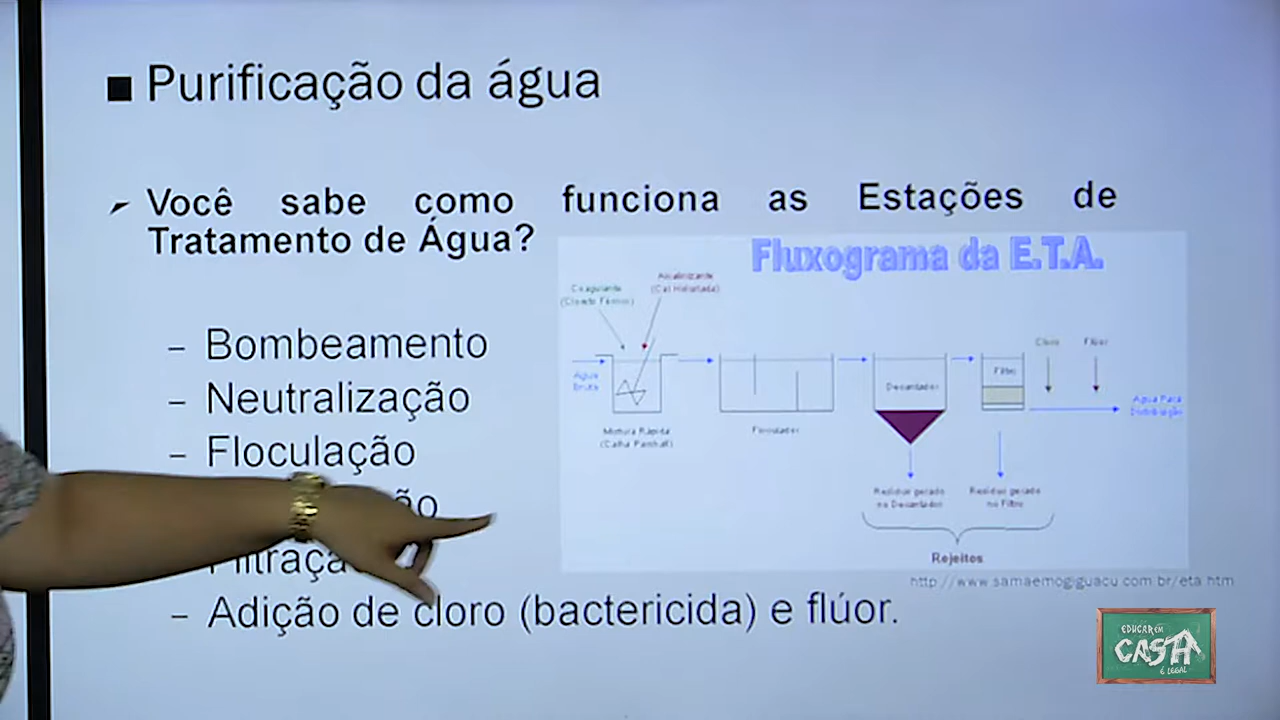 Purificação da água
Você sabe como funciona as Estações de
Tratamento de Água?
Fluxograma da E.T.A.
Coagulante
(Cloreto Férrico)
Alcalinizante
(Cal Hidratada)
– Bombeamento
– Neutralização
– Floculação
– Adição de cloro (bactericida) e flúor.
Água
Bruta
Mistura Rápida
(Calha Parshall)
Floculador
Decantador
Filtro
Cloro
Flúor
Água Para
Distribuição
Resíduo gerado
no Decantador
Resíduo gerado
no Filtro
Rejeitos
http://www.samaemogiguacu.com.br/eta.htm
EDUCAR EM
CASA
É LEGAL